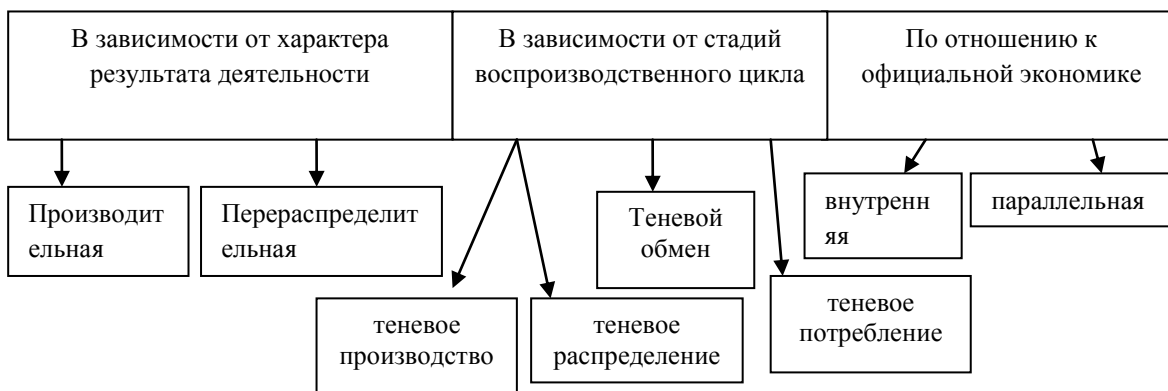 В зависимости от характера
результата деятельности
В зависимости от стадий
воспроизводственного цикла
По отношению к
официальной экономике
Производит
ельная
Перераспределит
ельная
Теневой
обмен
внутренн
яя
параллельная
теневое
производство
теневое
распределение
теневое
потребление